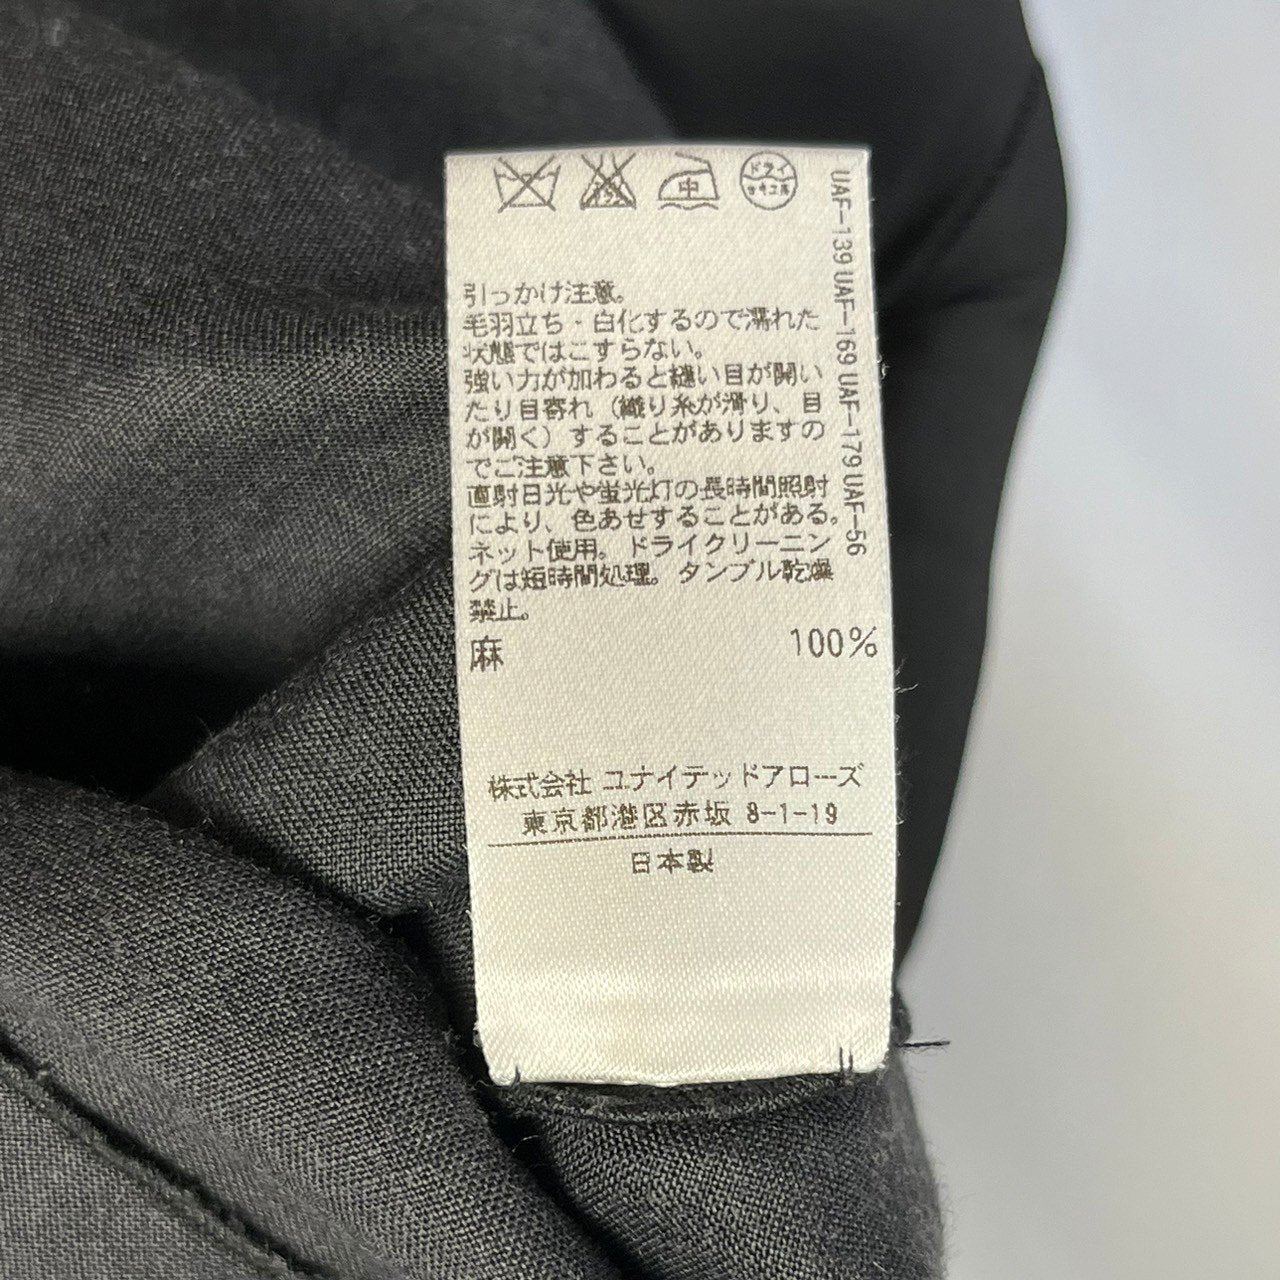 中
ドライ
セキユ系
引っかけ注意。
毛羽立ち・白化するので濡れた
状態ではこすらない。
強い力が加わると縫い目が開い
たり目寄れ（織り糸が滑り、目
が開く）することがありますの
でご注意下さい。
直射日光や蛍光灯の長時間照射
により、色あせすることがある。
ネット使用。ドライクリーニン
グは短時間処理。タンブル乾燥
禁止。
麻 100%
株式会社 ユナイテッドアローズ
東京都港区赤坂 8-1-19
日本製
UAF-139 UAF-169 UAF-179 UAF-56